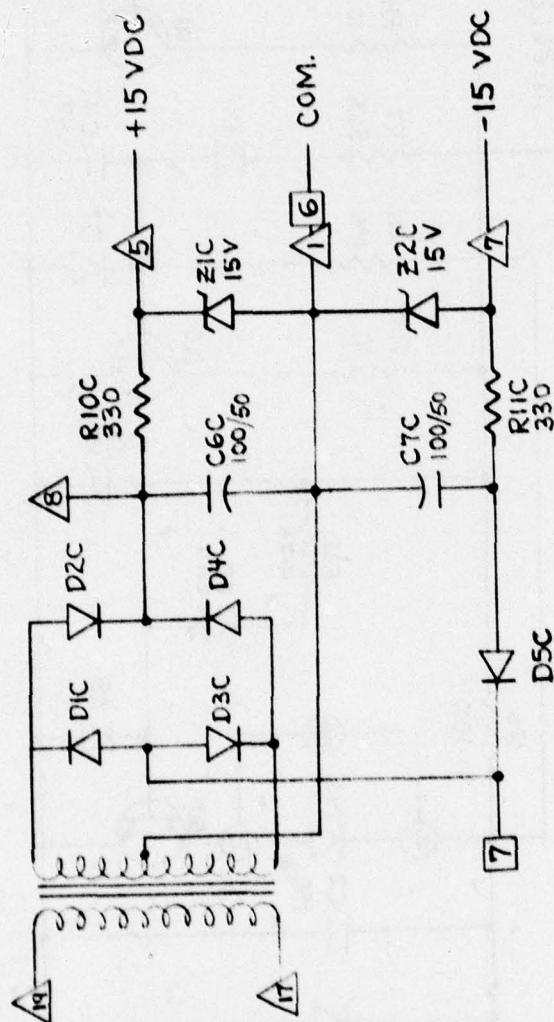 19
17
D1C
D2C
D3C
D4C
8
R10C
330
C6C
100/50
Z1C
15V
5
+15 VDC
1
6
COM.
C7C
100/50
Z2C
15V
R11C
330
7
-15 VDC
D5C
7